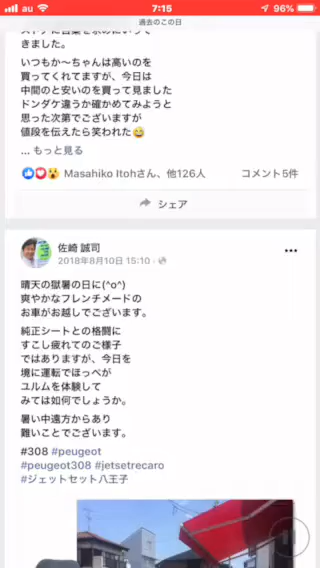 au
7:15
96%
過去のこの日
きました。
いつもか〜ちゃんは高いのを
買ってくれてますが、今日は
中間のと安いのを買って見ました
ドンダケ違うか確かめてみようと
思った次第でございますが
値段を伝えたら笑われた😅
... もっと見る
Masahiko Itohさん、他126人
コメント5件
シェア
佐崎 誠司
2018年8月10日 15:10
晴天の獄暑の日に(^o^)
爽やかなフレンチメードの
お車がお越しでございます。
純正シートとの格闘に
すこし疲れてのご様子
ではありますが、今日を
境に運転でほっぺが
ユルムを体験して
みては如何でしょうか。
暑い中遠方からあり
難いことでございます。
#308 #peugeot
#peugeot308 #jetsetrecaro
#ジェットセット八王子